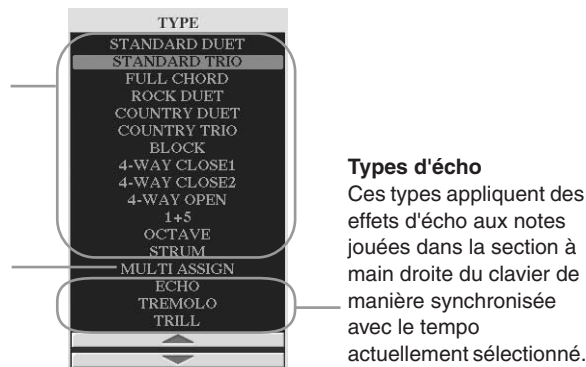 TYPE
STANDARD DUET
STANDARD TRIO
FULL CHORD
ROCK DUET
COUNTRY DUET
COUNTRY TRIO
BLOCK
4-WAY CLOSE1
4-WAY CLOSE2
4-WAY OPEN
1+5
OCTAVE
STRUM
MULTI ASSIGN
ECHO
TREMOLO
TRILL
Types d'écho
Ces types appliquent des
effets d'écho aux notes
jouées dans la section à
main droite du clavier de
manière synchronisée
avec le tempo
actuellement sélectionné.